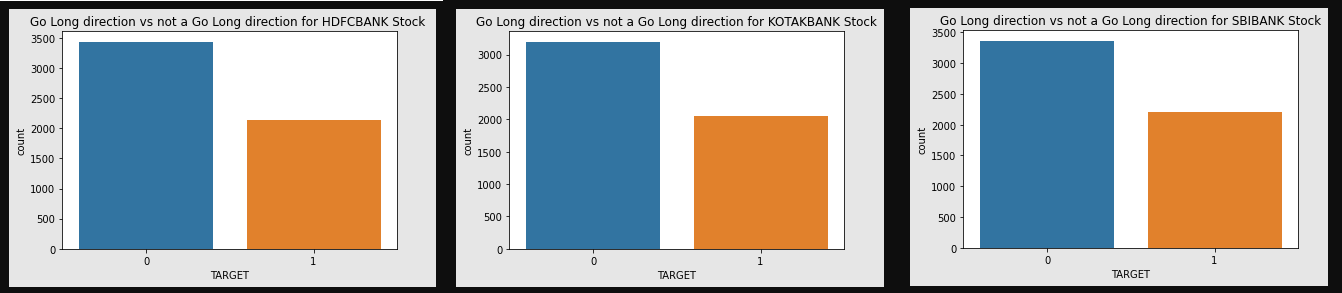 Go Long direction vs not a Go Long direction for HDFCBANK Stock
3500
3000
2500
2000
1500
1000
500
0
count
0 1
TARGET
Go Long direction vs not a Go Long direction for KOTAKBANK Stock
3000
2500
2000
1500
1000
500
0
count
0 1
TARGET
Go Long direction vs not a Go Long direction for SBIBANK Stock
3500
3000
2500
2000
1500
1000
500
0
count
0 1
TARGET